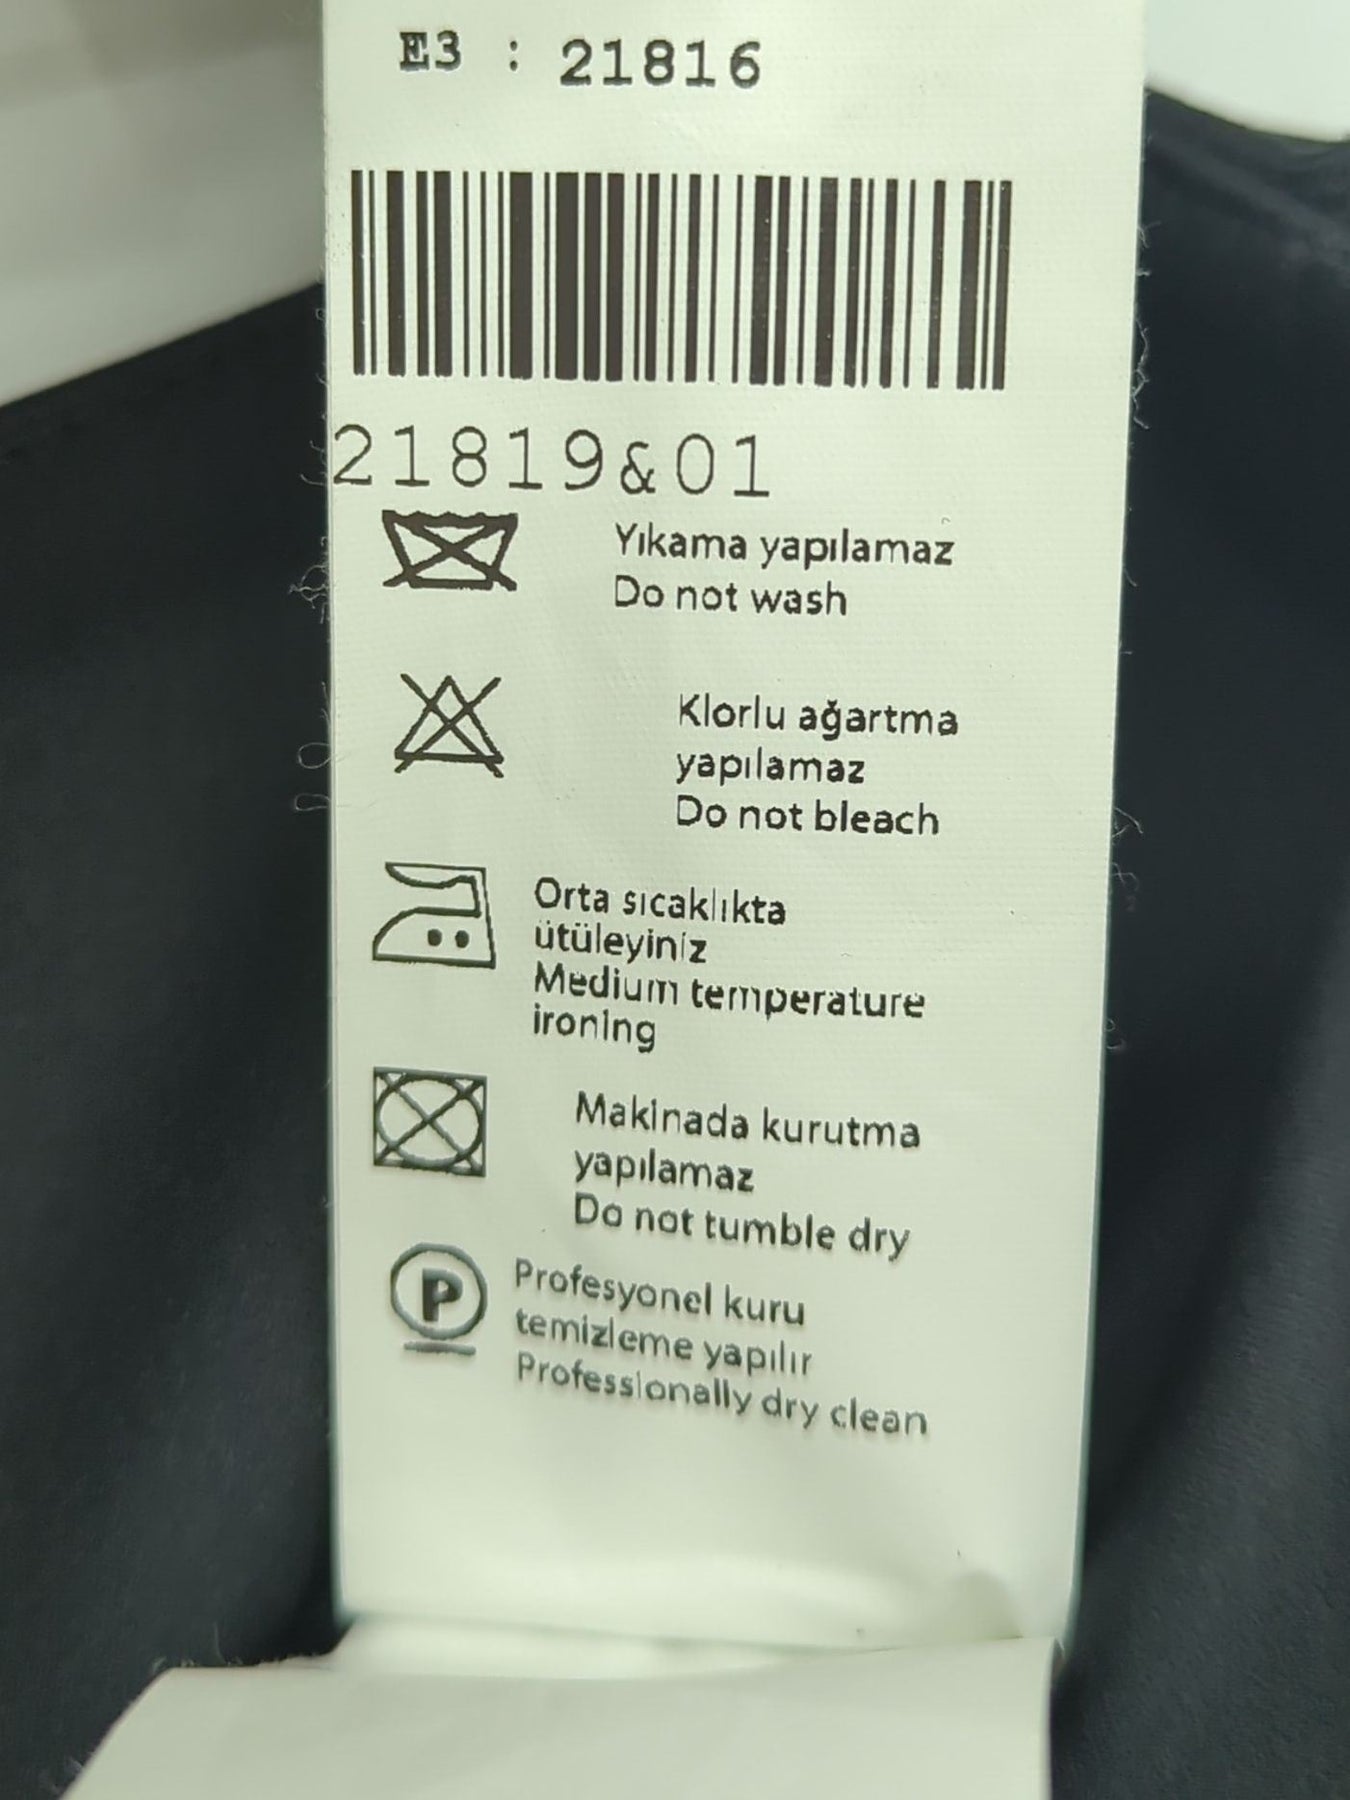 E3 : 21816
21819&01
Yıkama yapılamaz
Do not wash
Klorlu ağartma
yapılamaz
Do not bleach
Orta sıcaklıkta
ütüleyiniz
Medium temperature
ironing
Makinada kurutma
yapılamaz
Do not tumble dry
P
Profesyonel kuru
temizleme yapılır
Professionally dry clean